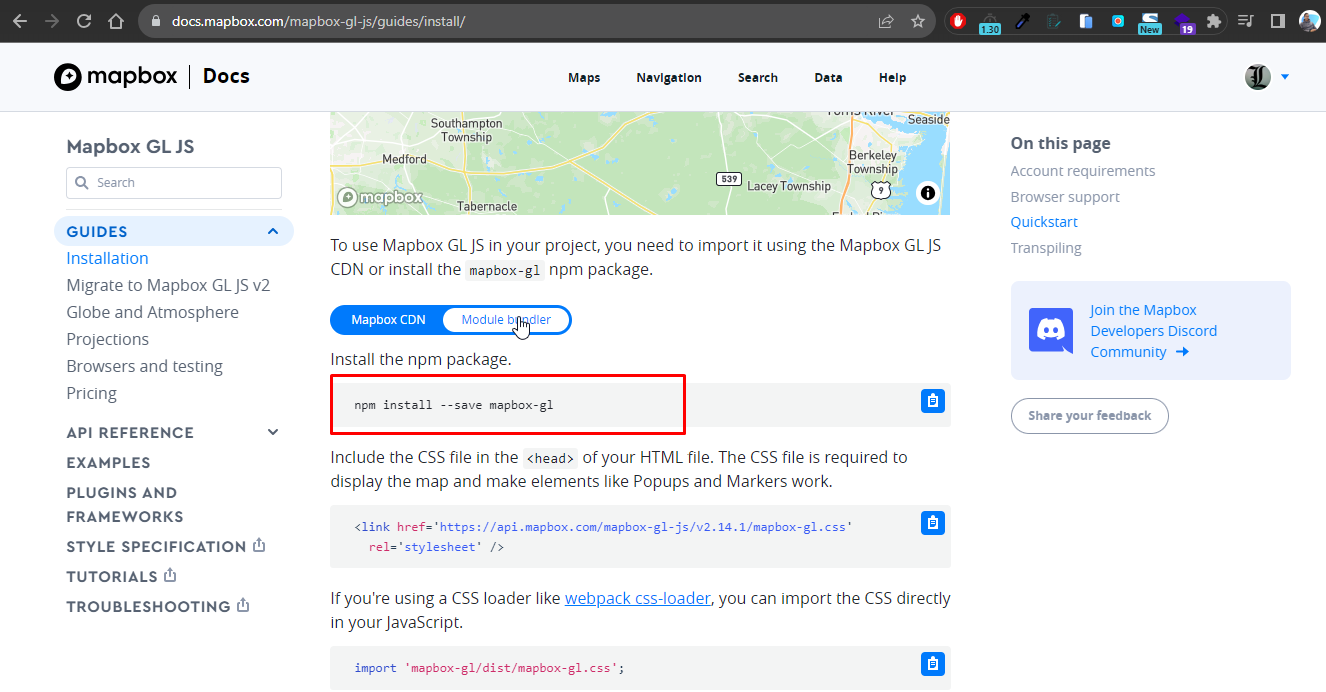 docs.mapbox.com/mapbox-gl-js/guides/install/
1.30
New
19
mapbox | Docs
Maps
Navigation
Search
Data
Help
Mapbox GL JS
Search
GUIDES
Installation
Migrate to Mapbox GL JS v2
Globe and Atmosphere
Projections
Browsers and testing
Pricing
API REFERENCE
EXAMPLES
PLUGINS AND
FRAMEWORKS
STYLE SPECIFICATION
TUTORIALS
TROUBLESHOOTING
Southampton
Township
Medford
Tabernacle
539
Lacey Township
Berkeley
Township
9
Seaside
mapbox
To use Mapbox GL JS in your project, you need to import it using the Mapbox GL JS
CDN or install the mapbox-gl npm package.
Mapbox CDN
Module bundler
Install the npm package.
npm install --save mapbox-gl
Include the CSS file in the <head> of your HTML file. The CSS file is required to
display the map and make elements like Popups and Markers work.
<link href='https://api.mapbox.com/mapbox-gl-js/v2.14.1/mapbox-gl.css'
rel='stylesheet' />
If you're using a CSS loader like webpack css-loader, you can import the CSS directly
in your JavaScript.
import 'mapbox-gl/dist/mapbox-gl.css';
On this page
Account requirements
Browser support
Quickstart
Transpiling
Join the Mapbox
Developers Discord
Community →
Share your feedback